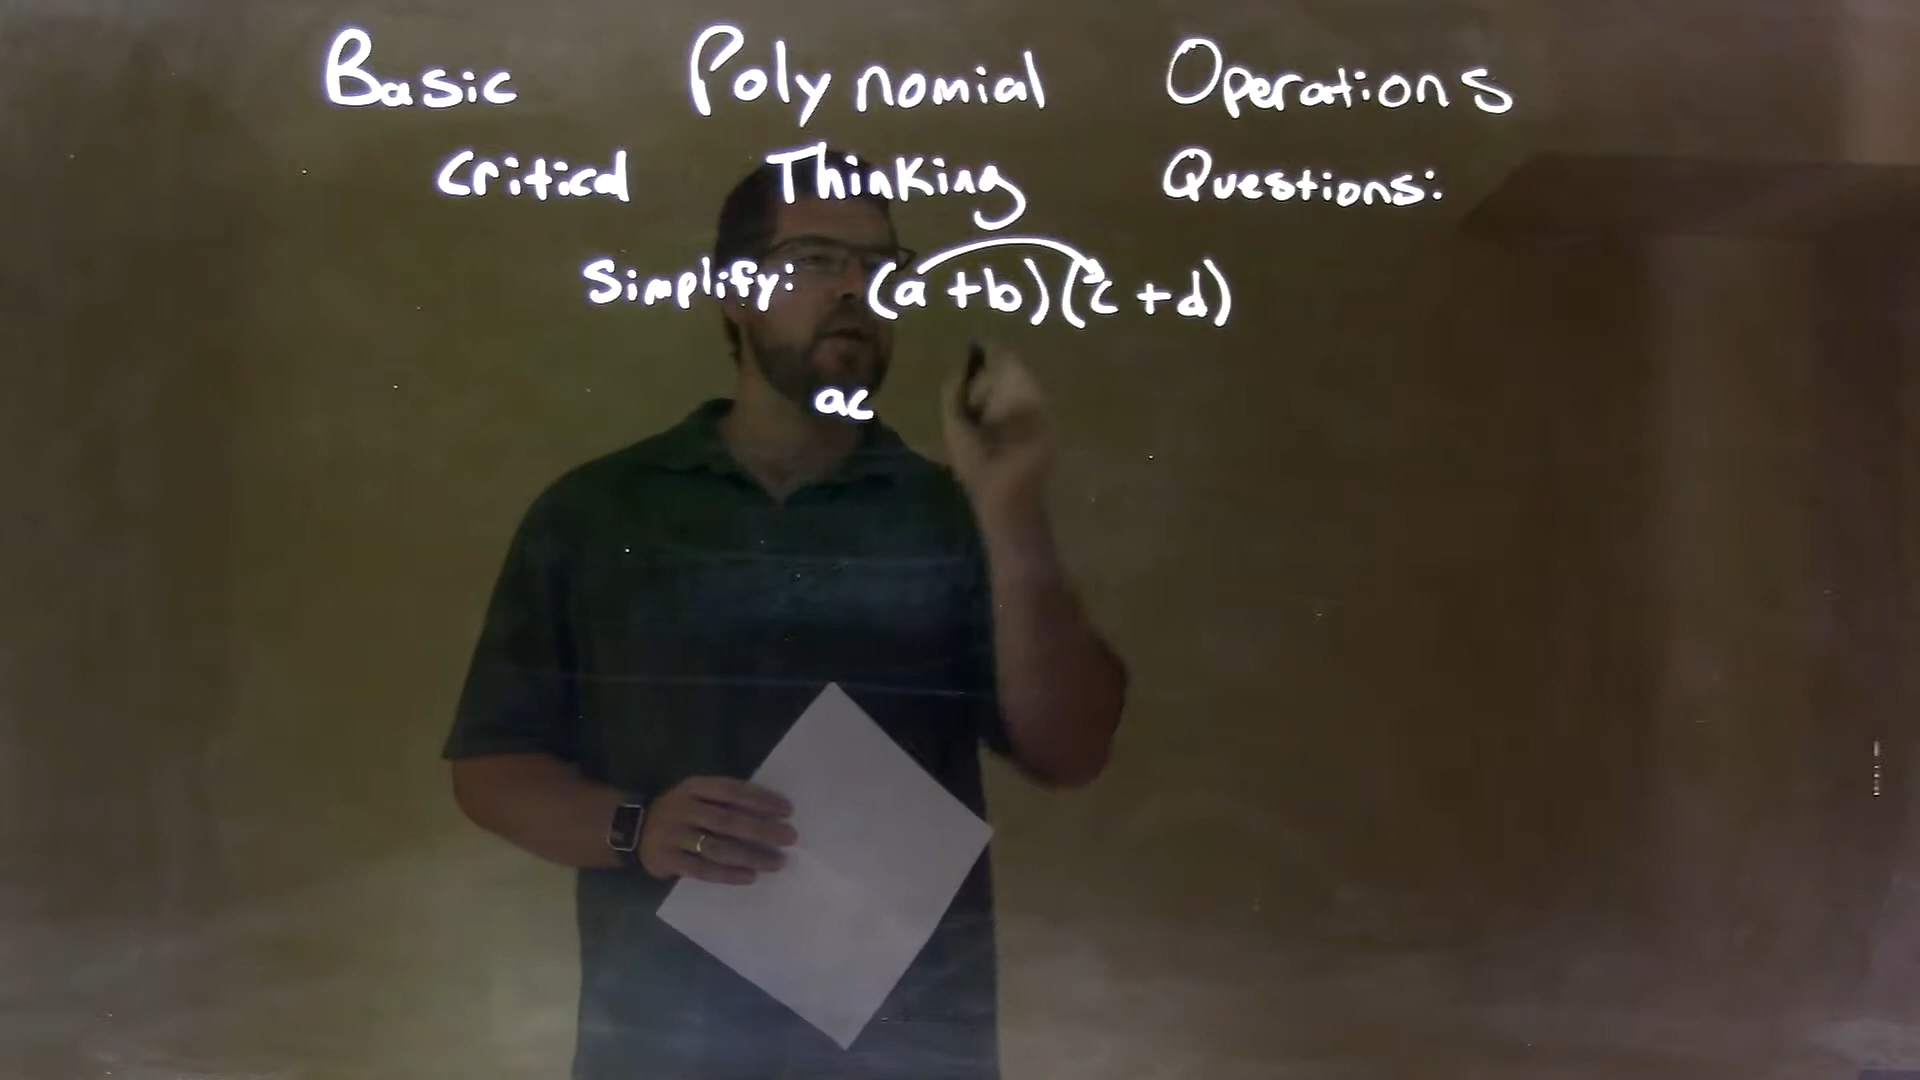 Basic Polynomial Operations
Critical Thinking Questions:
Simplify: (a+b)(c+d)
ac